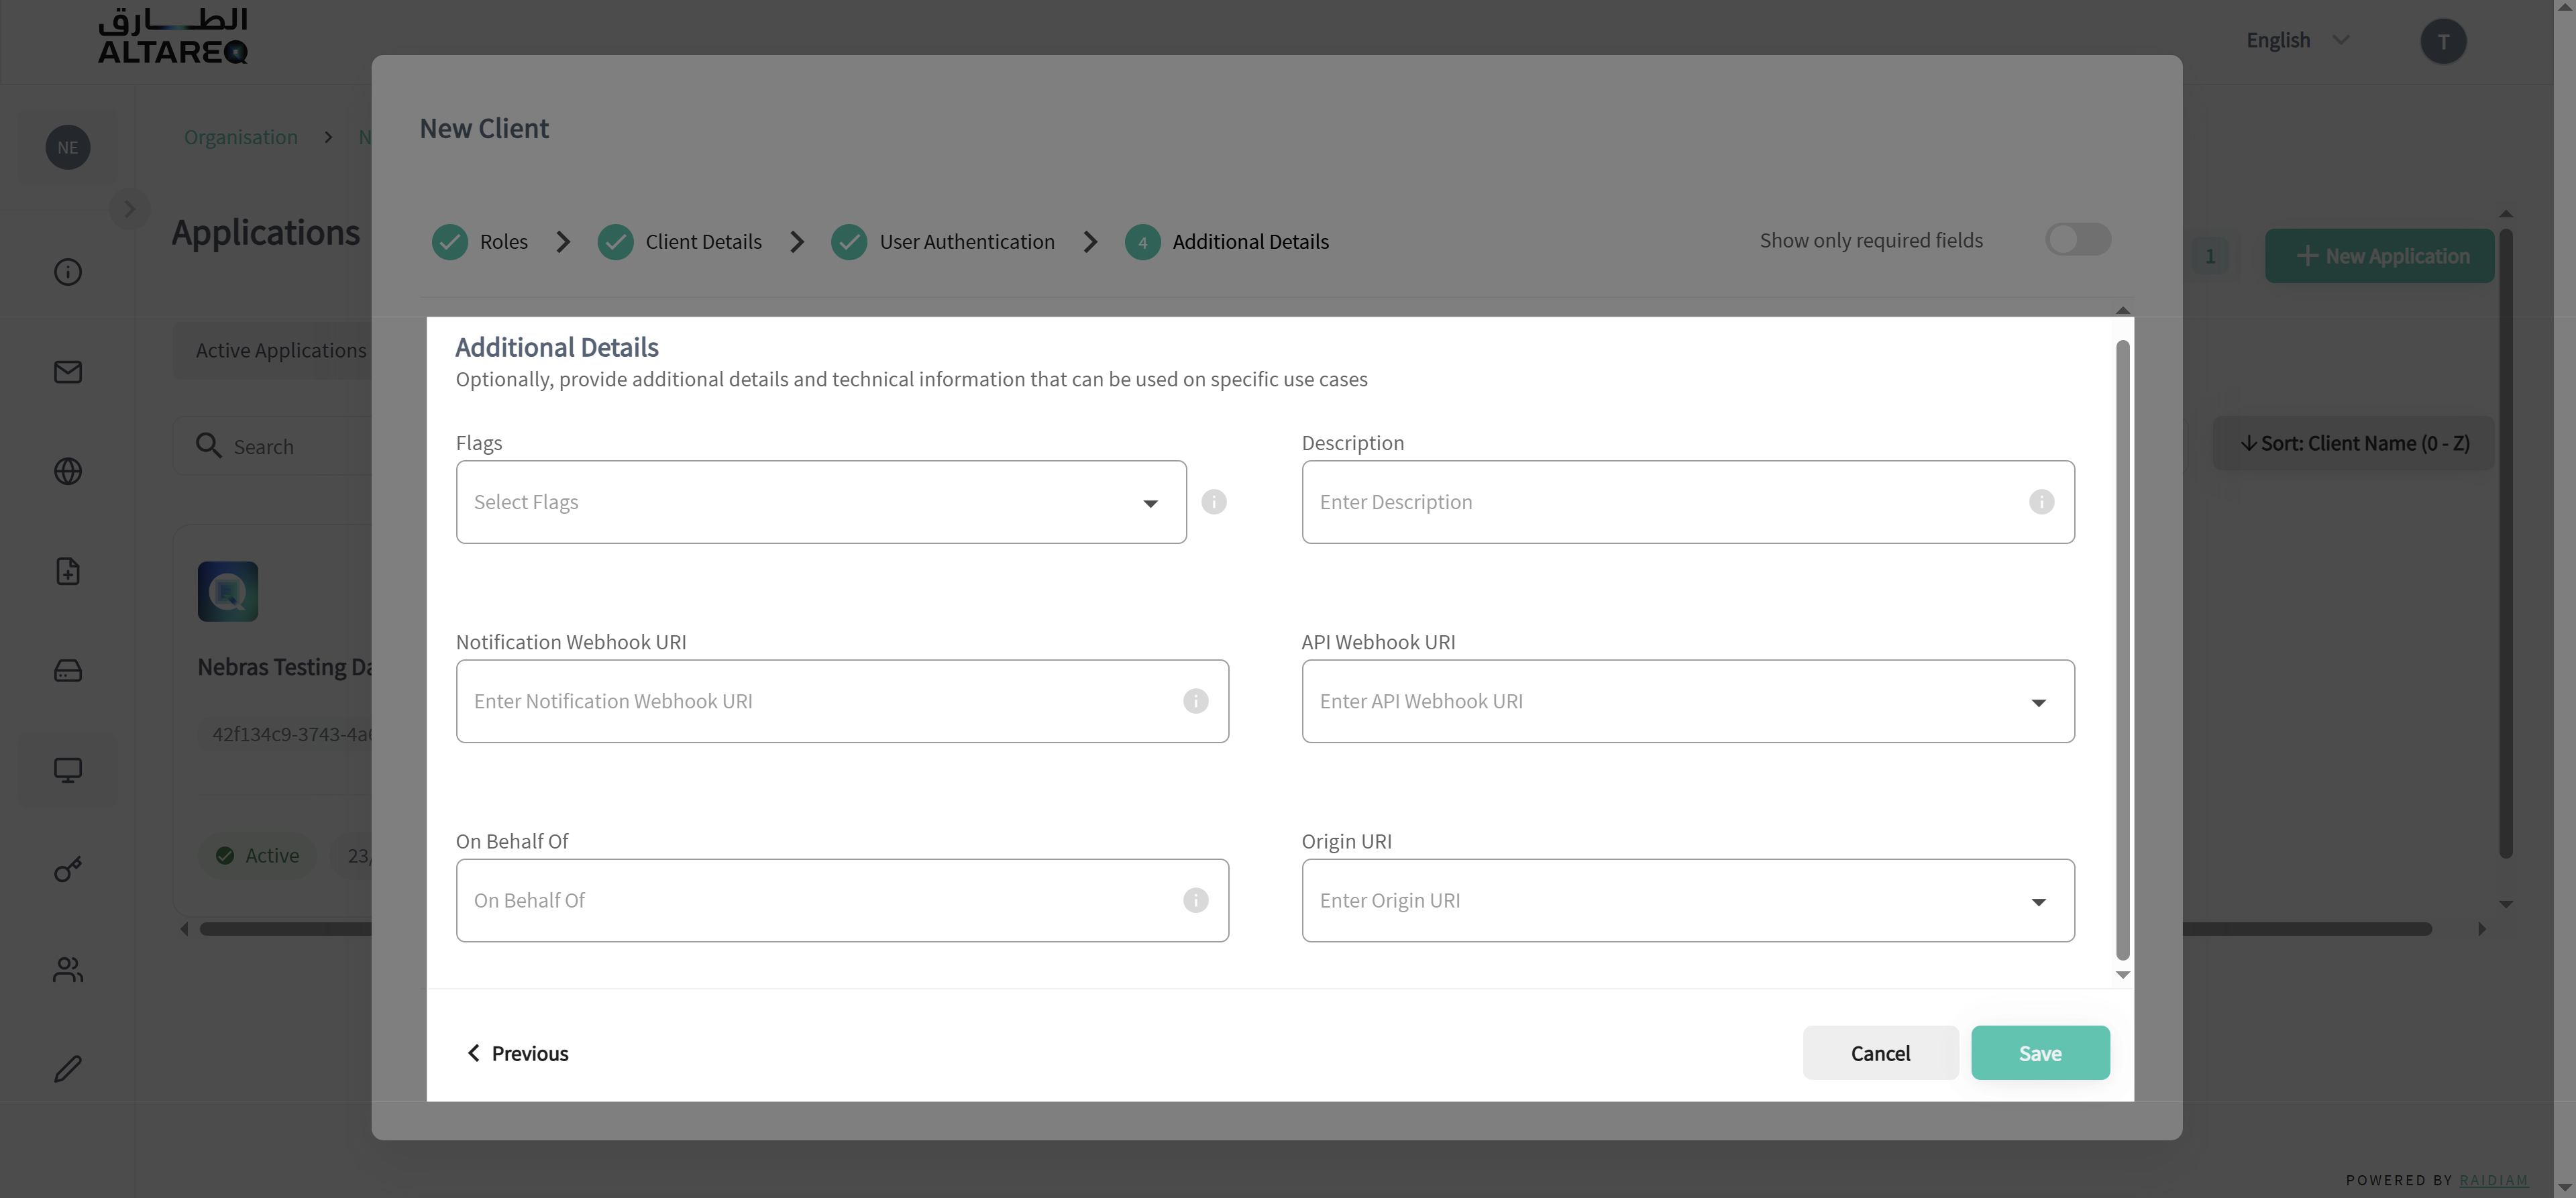 الطارق
ALTAREQ
English
T
NE
Organisation > N
New Client
Applications
Roles
Client Details
User Authentication
4 Additional Details
Show only required fields
1
+ New Application
Active Applications
Additional Details
Optionally, provide additional details and technical information that can be used on specific use cases
Search
Sort: Client Name (0 - Z)
Flags
Description
Select Flags
Enter Description
Nebras Testing Da
42f134c9-3743-4a
Notification Webhook URI
API Webhook URI
Enter Notification Webhook URI
Enter API Webhook URI
Active
23/
On Behalf Of
Origin URI
On Behalf Of
Enter Origin URI
Previous
Cancel
Save
POWERED BY RAIDIAM